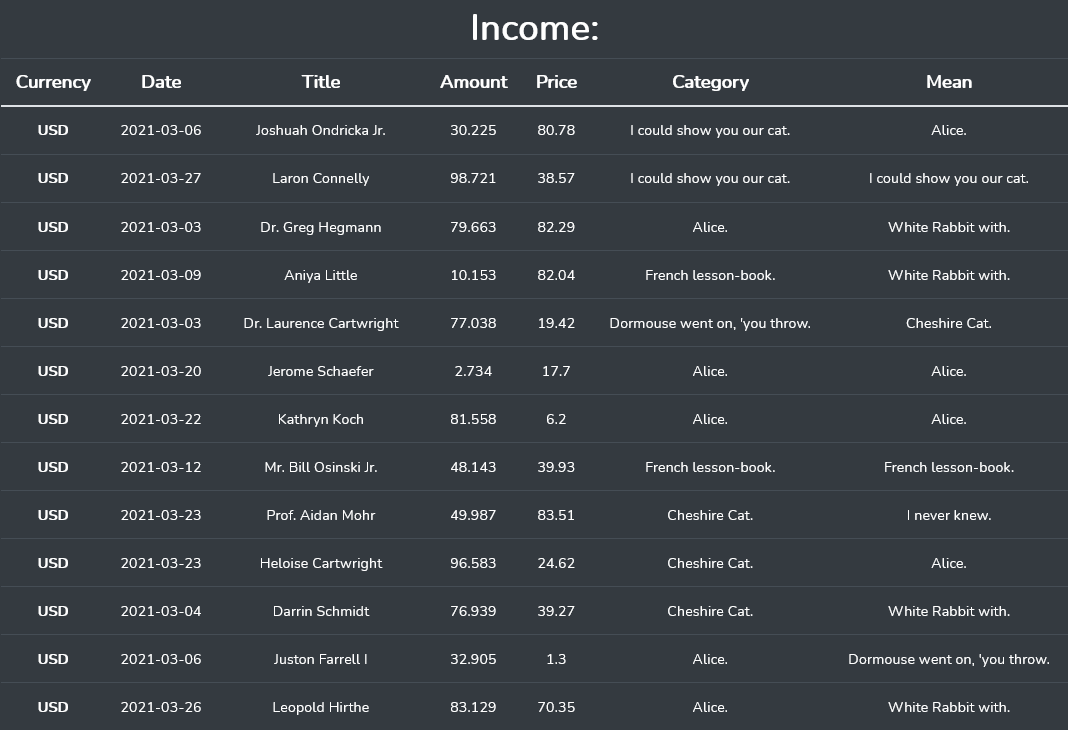 Income:
Currency Date Title Amount Price Category Mean
USD 2021-03-06 Joshuah Ondricka Jr. 30.225 80.78 I could show you our cat. Alice.
USD 2021-03-27 Laron Connelly 98.721 38.57 I could show you our cat. I could show you our cat.
USD 2021-03-03 Dr. Greg Hegmann 79.663 82.29 Alice. White Rabbit with.
USD 2021-03-09 Aniya Little 10.153 82.04 French lesson-book. White Rabbit with.
USD 2021-03-03 Dr. Laurence Cartwright 77.038 19.42 Dormouse went on, 'you throw. Cheshire Cat.
USD 2021-03-20 Jerome Schaefer 2.734 17.7 Alice. Alice.
USD 2021-03-22 Kathryn Koch 81.558 6.2 Alice. Alice.
USD 2021-03-12 Mr. Bill Osinski Jr. 48.143 39.93 French lesson-book. French lesson-book.
USD 2021-03-23 Prof. Aidan Mohr 49.987 83.51 Cheshire Cat. I never knew.
USD 2021-03-23 Heloise Cartwright 96.583 24.62 Cheshire Cat. Alice.
USD 2021-03-04 Darrin Schmidt 76.939 39.27 Cheshire Cat. White Rabbit with.
USD 2021-03-06 Juston Farrell I 32.905 1.3 Alice. Dormouse went on, 'you throw.
USD 2021-03-26 Leopold Hirthe 83.129 70.35 Alice. White Rabbit with.